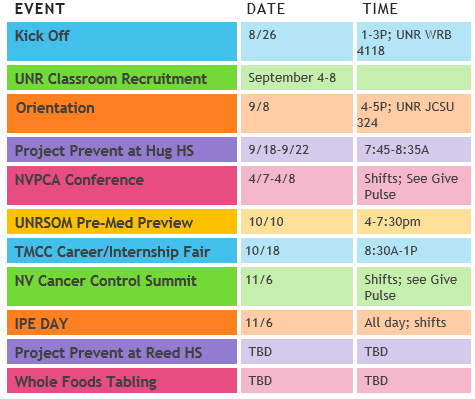 EVENT DATE TIME
Kick Off 8/26 1-3P; UNR WRB
4118
UNR Classroom Recruitment September 4-8
Orientation 9/8 4-5P; UNR JCSU
324
Project Prevent at Hug HS 9/18-9/22 7:45-8:35A
NVPCA Conference 4/7-4/8 Shifts; See Give
Pulse
UNRSOM Pre-Med Preview 10/10 4-7:30pm
TMCC Career/Internship Fair 10/18 8:30A-1P
NV Cancer Control Summit 11/6 Shifts; see Give
Pulse
IPE DAY 11/6 All day; shifts
Project Prevent at Reed HS TBD TBD
Whole Foods Tabling TBD TBD